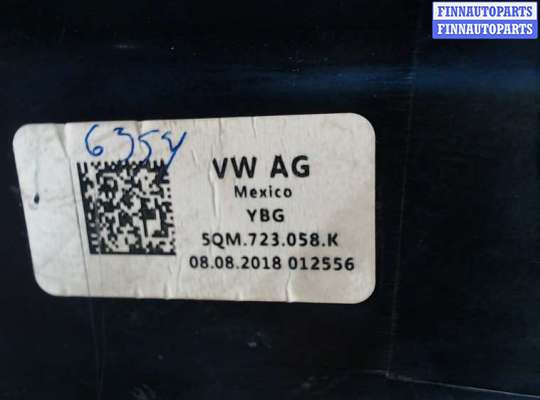 FINNAUTOPARTS
FINNAUTOPARTS
6354
VW AG
Mexico
YBG
5QM.723.058.K
08.08.2018 012556